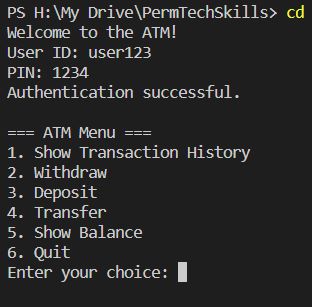 PS H:\My Drive\PermTechSkills> cd
Welcome to the ATM!
User ID: user123
PIN: 1234
Authentication successful.
=== ATM Menu ===
1. Show Transaction History
2. Withdraw
3. Deposit
4. Transfer
5. Show Balance
6. Quit
Enter your choice: